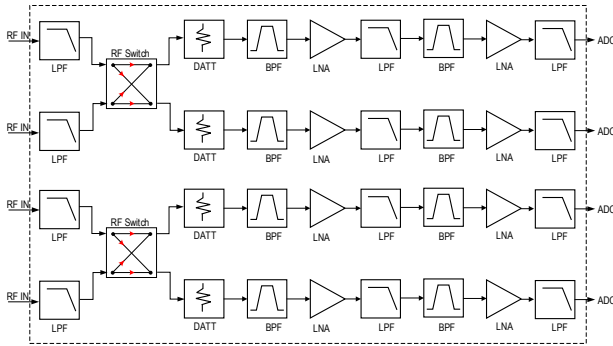 RF IN
LPF
RF Switch
DATT
BPF
LNA
LPF
BPF
LNA
LPF
ADC
RF IN
LPF
DATT
BPF
LNA
LPF
BPF
LNA
LPF
ADC
RF IN
LPF
RF Switch
DATT
BPF
LNA
LPF
BPF
LNA
LPF
ADC
RF IN
LPF
DATT
BPF
LNA
LPF
BPF
LNA
LPF
ADC